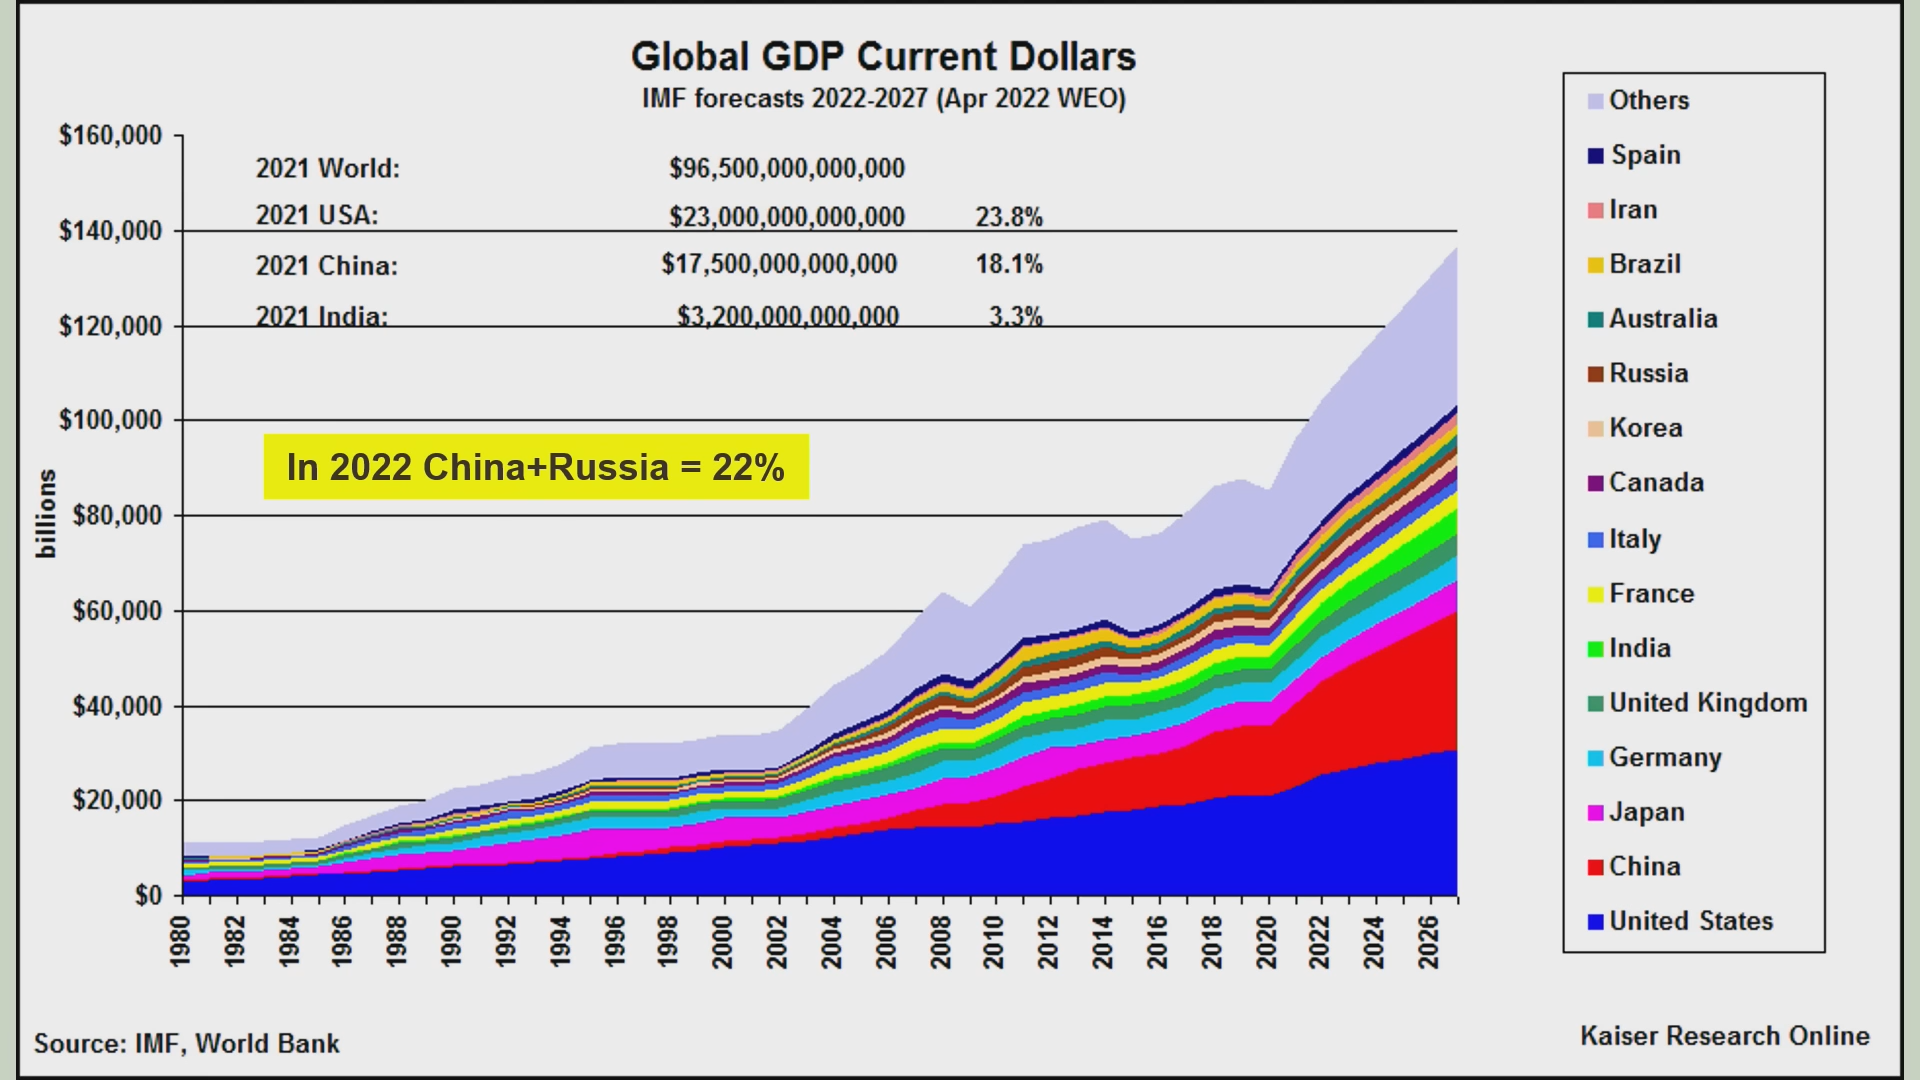 Global GDP Current Dollars
IMF forecasts 2022-2027 (Apr 2022 WEO)
$160,000
$140,000
$120,000
$100,000
$80,000
$60,000
$40,000
$20,000
$0
billions
2021 World: $96,500,000,000,000
2021 USA: $23,000,000,000,000 23.8%
2021 China: $17,500,000,000,000 18.1%
2021 India: $3,200,000,000,000 3.3%
In 2022 China+Russia = 22%
1980 1982 1984 1986 1988 1990 1992 1994 1996 1998 2000 2002 2004 2006 2008 2010 2012 2014 2016 2018 2020 2022 2024 2026
Others
Spain
Iran
Brazil
Australia
Russia
Korea
Canada
Italy
France
India
United Kingdom
Germany
Japan
China
United States
Source: IMF, World Bank
Kaiser Research Online